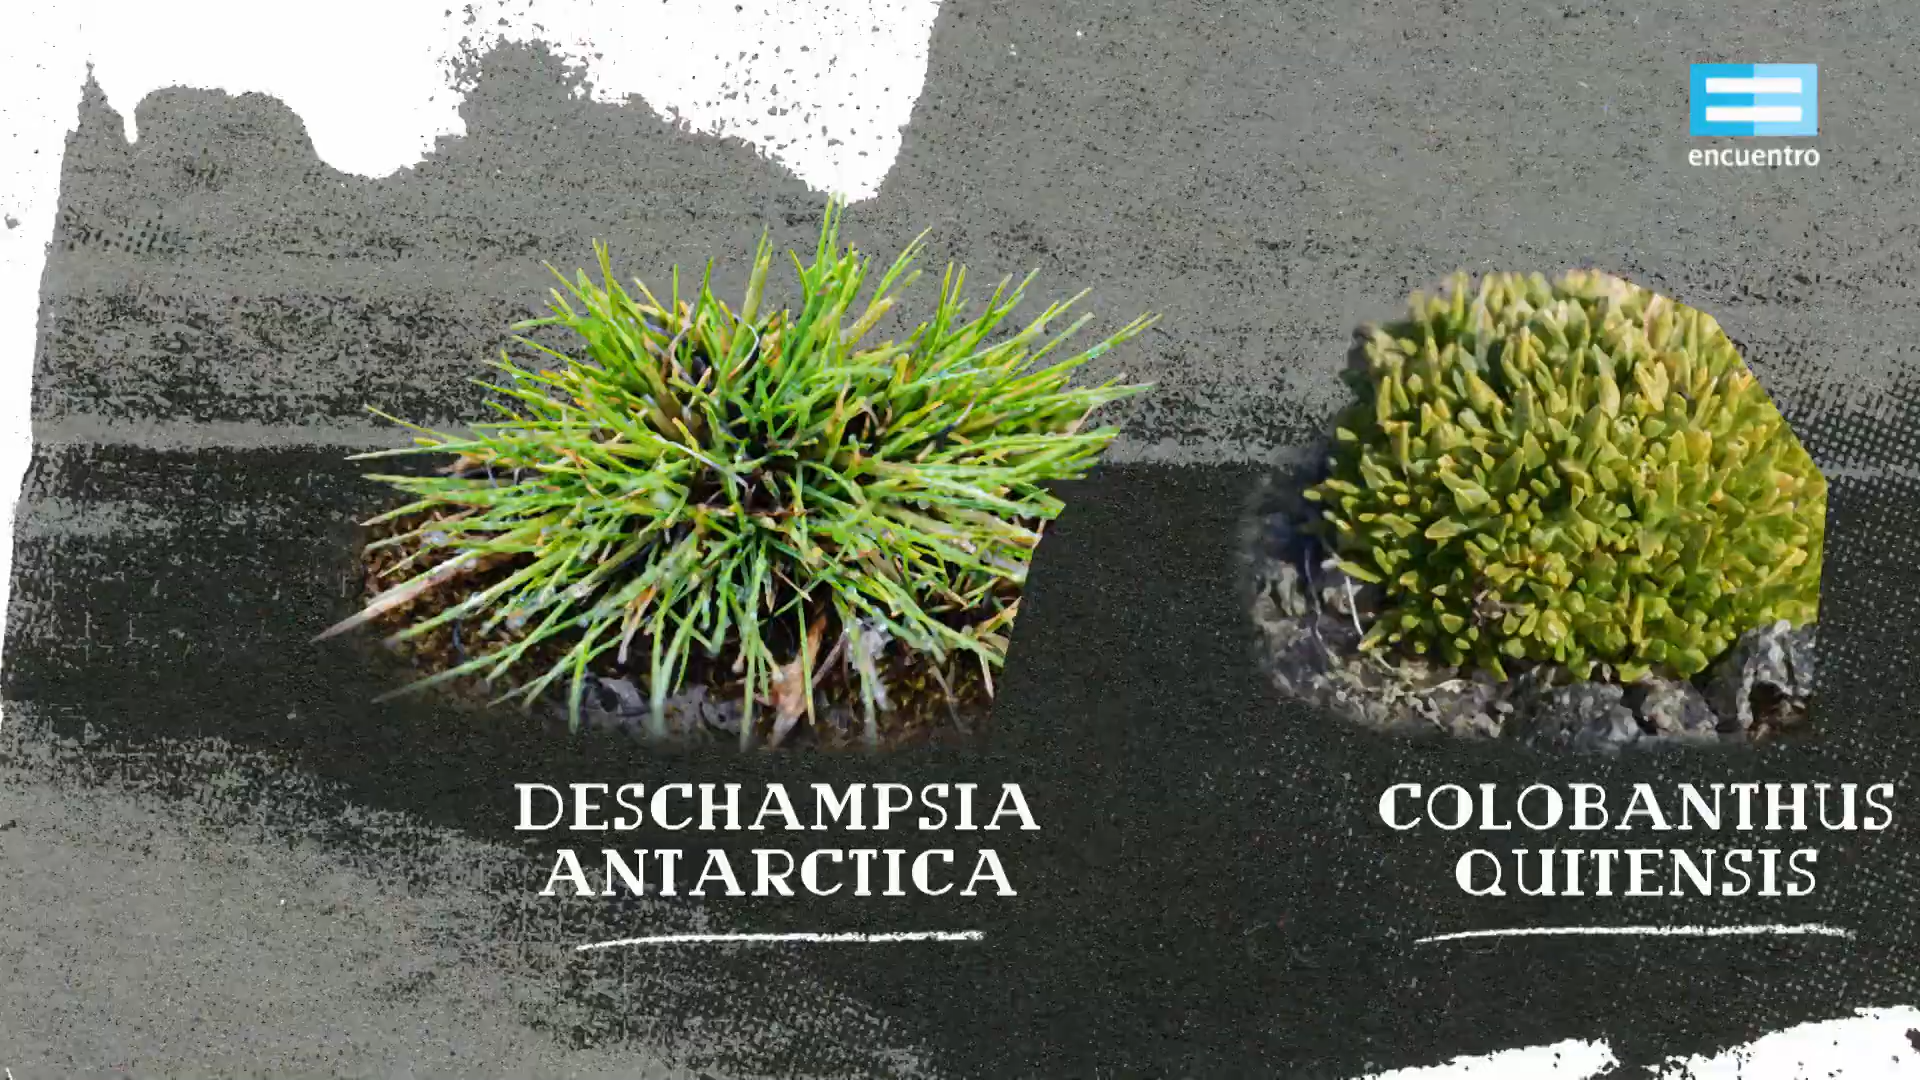 encuentro
DESCHAMPSIA
ANTARCTICA
COLOBANTHUS
QUITENSIS